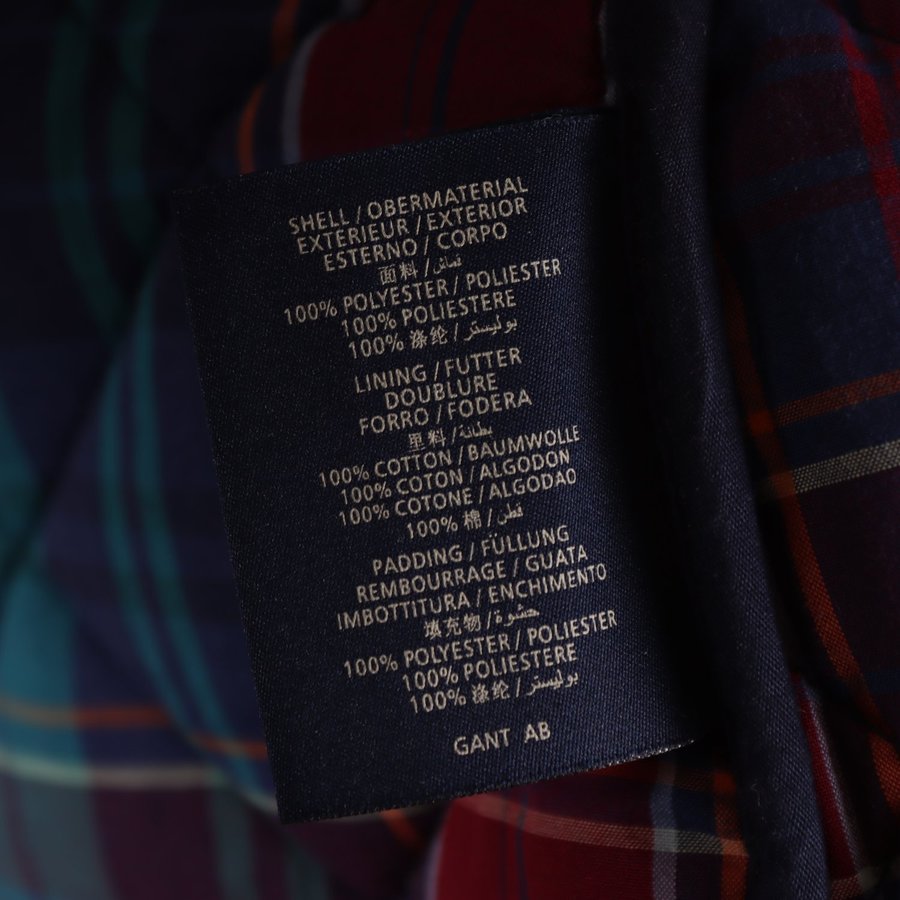 SHELL / OBERMATERIAL
EXTERIEUR / EXTERIOR
ESTERNO / CORPO
面料 / قماش
100% POLYESTER / POLIESTER
100% POLIESTERE
100% 涤纶 / بوليستر
LINING / FUTTER
DOUBLURE
FORRO / FODERA
里料 / بطانة
100% COTTON / BAUMWOLLE
100% COTON / ALGODON
100% COTONE / ALGODAO
100% 棉 / قطن
PADDING / FÜLLUNG
REMBOURRAGE / GUATA
IMBOTTITURA / ENCHIMENTO
填充物 / حشوة
100% POLYESTER / POLIESTER
100% POLIESTERE
100% 涤纶 / بوليستر
GANT AB